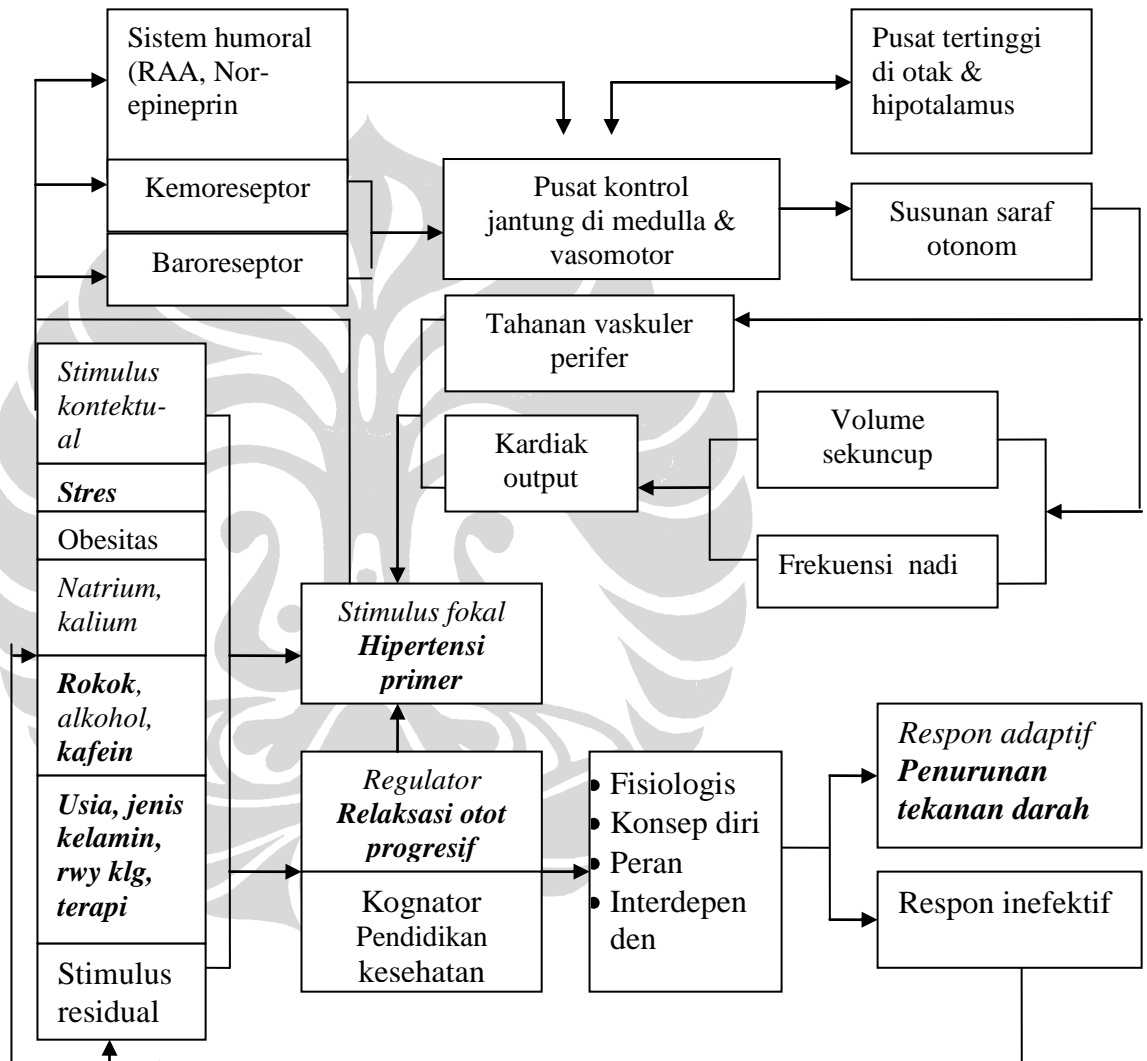 Sistem humoral
(RAA, Nor-
epineprin
Pusat tertinggi
di otak &
hipotalamus
Kemoreseptor
Baroreseptor
Pusat kontrol
jantung di medulla &
vasomotor
Susunan saraf
otonom
Tahanan vaskuler
perifer
Kardiak
output
Volume
sekuncup
Frekuensi nadi
Stimulus
kontektu-
al
Stres
Obesitas
Natrium,
kalium
Rokok,
alkohol,
kafein
Usia, jenis
kelamin,
rwy klg,
terapi
Stimulus
residual
Stimulus fokal
Hipertensi
primer
Regulator
Relaksasi otot
progresif
Kognator
Pendidikan
kesehatan
• Fisiologis
• Konsep diri
• Peran
• Interdepen
den
Respon adaptif
Penurunan
tekanan darah
Respon inefektif